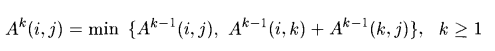 A^k(i,j) = min {A^{k-1}(i,j), A^{k-1}(i,k) + A^{k-1}(k,j)}, k ≥ 1